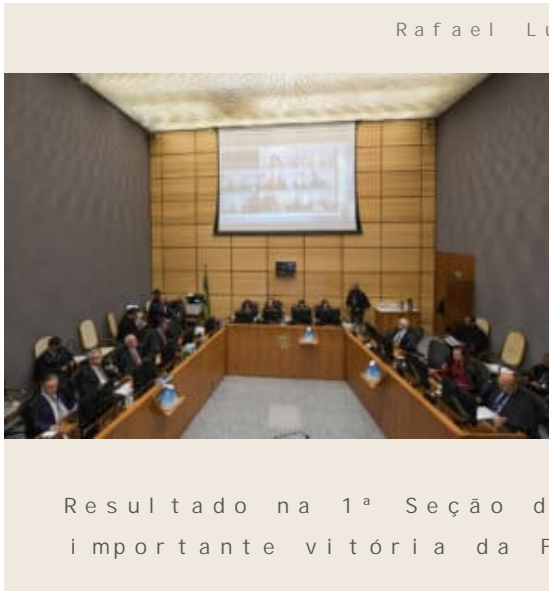 Rafael Lu
Resultado na 1ª Seção d
importante vitória da F